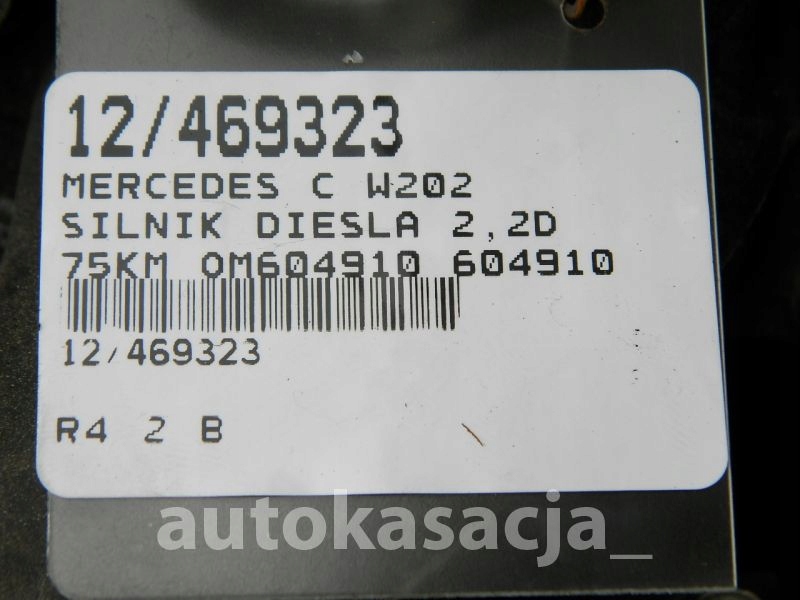 12/469323
MERCEDES C W202
SILNIK DIESLA 2,2D
75KM OM604910 604910
12/469323
R4 2 B
autokasacja_